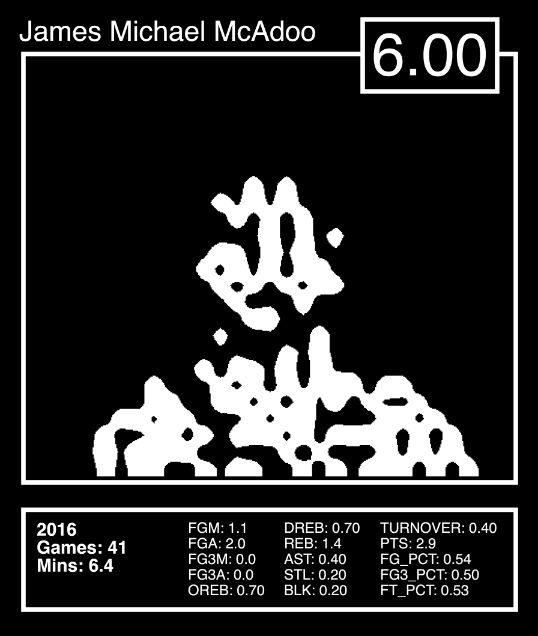 James Michael McAdoo
6.00
2016
Games: 41
Mins: 6.4
FGM: 1.1
FGA: 2.0
FG3M: 0.0
FG3A: 0.0
OREB: 0.70
DREB: 0.70
REB: 1.4
AST: 0.40
STL: 0.20
BLK: 0.20
TURNOVER: 0.40
PTS: 2.9
FG_PCT: 0.54
FG3_PCT: 0.50
FT_PCT: 0.53